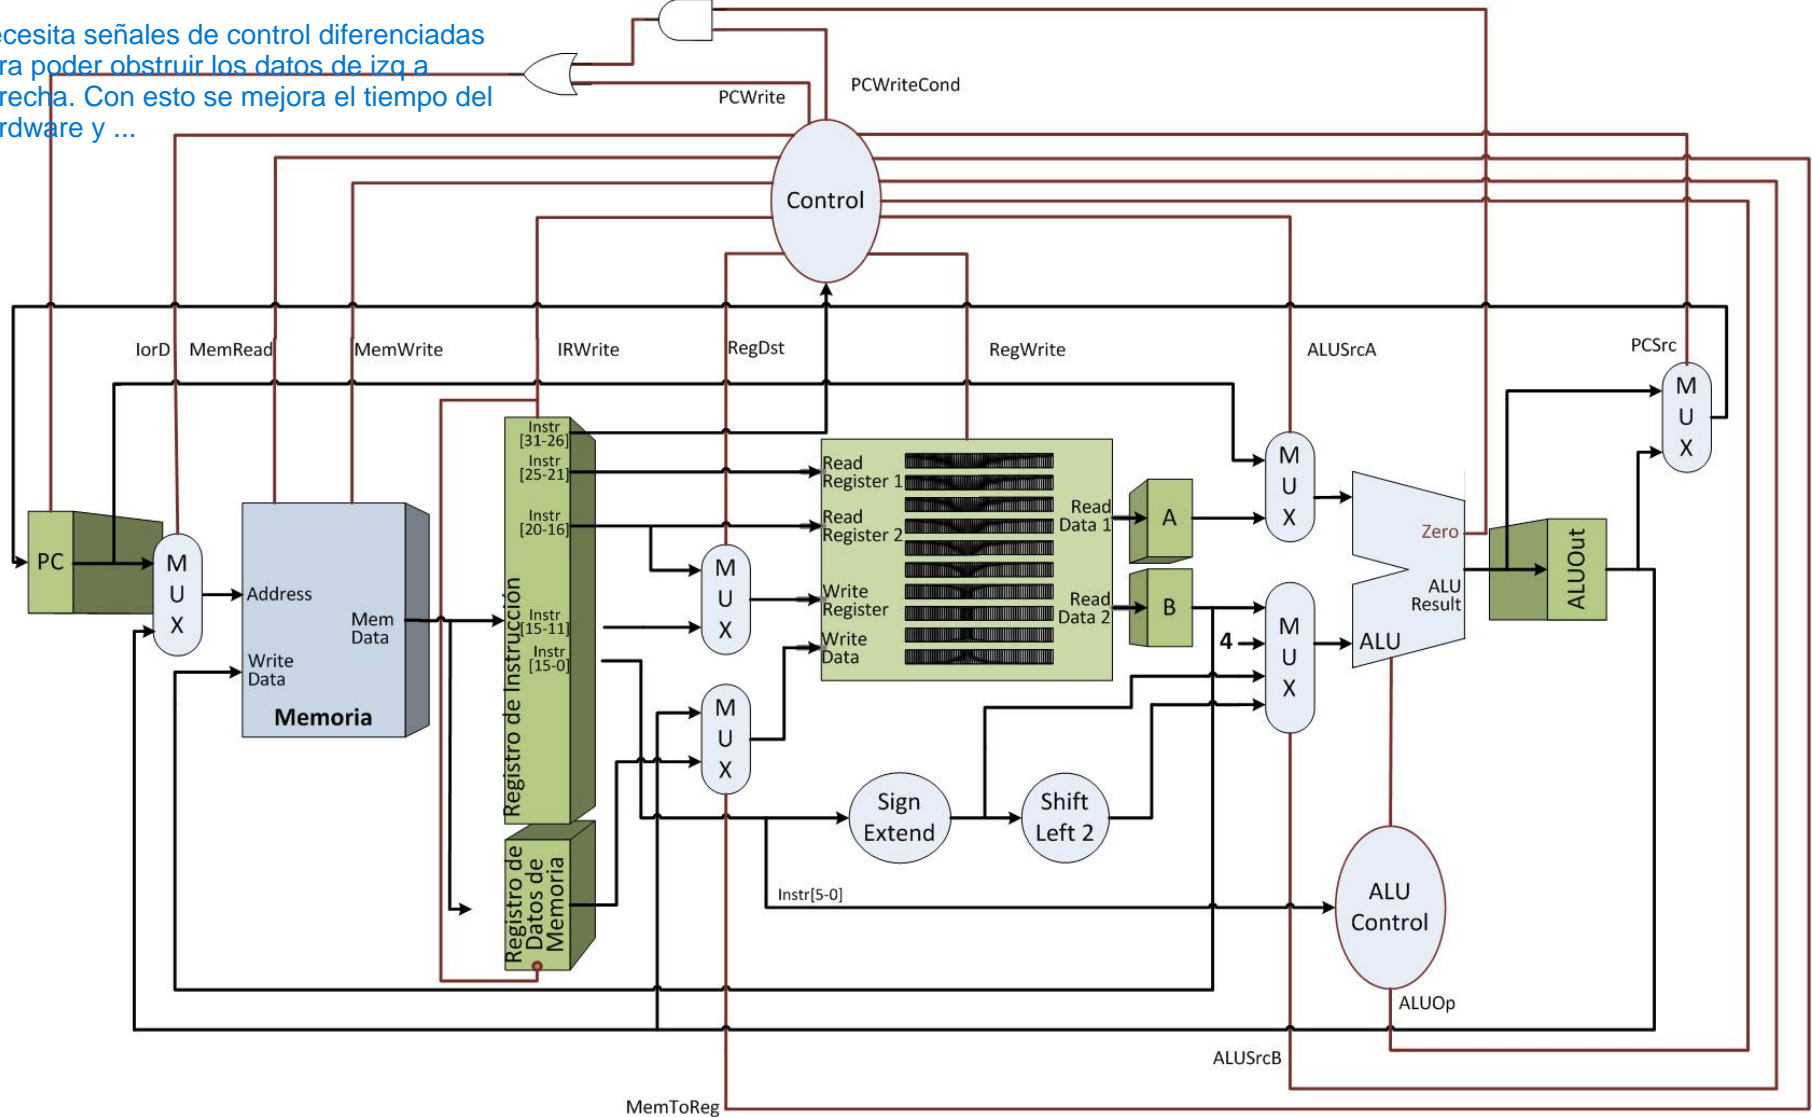 señales de control diferenciadas
poder obstruir los datos de izq a
Con esto se mejora el tiempo del
y ...
PCWrite
PCWriteCond
Control
IorD
MemRead
MemWrite
IRWrite
RegDst
RegWrite
ALUSrcA
PCSrc
PC
M
U
X
Address
Mem
Data
Write
Data
Memoria
Instr
[31-26]
Instr
[25-21]
Instr
[20-16]
Instr
[15-11]
Instr
[15-0]
Registro de Instrucción
Registro de
Datos de
Memoria
M
U
X
M
U
X
Read
Register 1
Read
Register 2
Write
Register
Write
Data
Read
Data 1
Read
Data 2
A
B
M
U
X
4
M
U
X
Zero
ALU
Result
ALU
ALUOut
M
U
X
Sign
Extend
Shift
Left 2
Instr[5-0]
ALU
Control
ALUOp
ALUSrcB
MemToReg